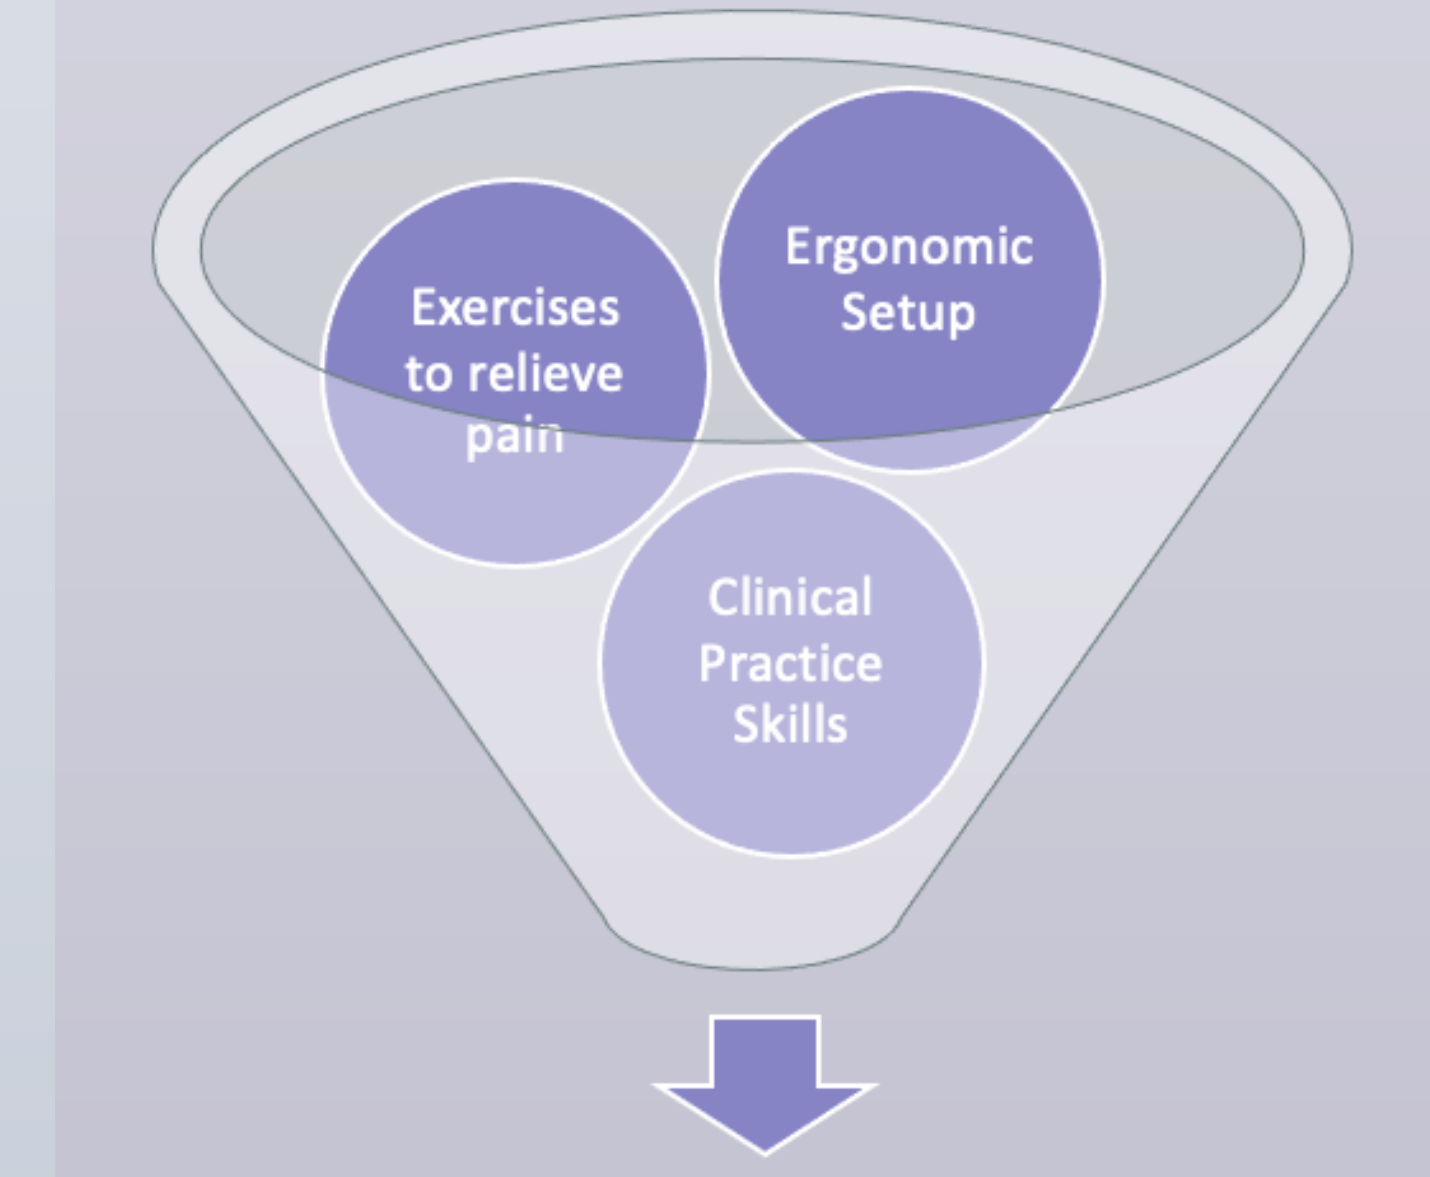 Exercises
to relieve
pain
Ergonomic
Setup
Clinical
Practice
Skills